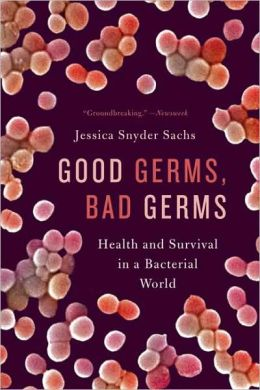 "Groundbreaking." —Newsweek
Jessica Snyder Sachs
GOOD GERMS,
BAD GERMS
Health and Survival
in a Bacterial
World